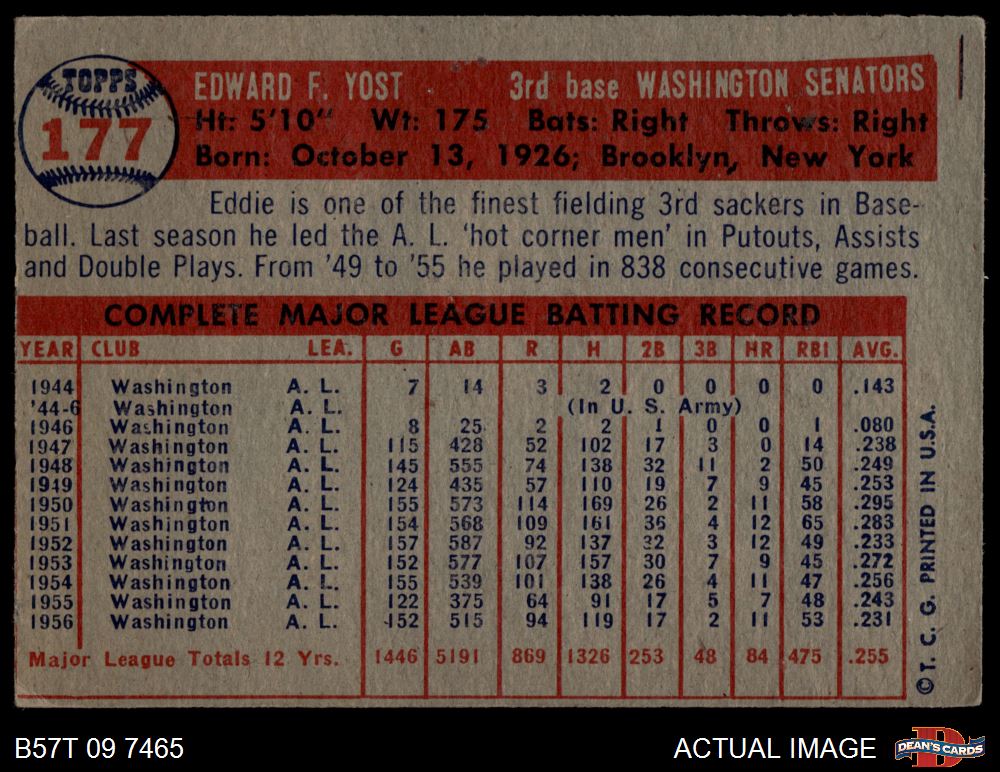 TOPPS
177
EDWARD F. YOST 3rd base WASHINGTON SENATORS
Ht: 5'10" Wt: 175 Bats: Right Throws: Right
Born: October 13, 1926; Brooklyn, New York
Eddie is one of the finest fielding 3rd sackers in Base-
ball. Last season he led the A. L. 'hot corner men' in Putouts, Assists
and Double Plays. From '49 to '55 he played in 838 consecutive games.
COMPLETE MAJOR LEAGUE BATTING RECORD
YEAR CLUB LEA. G AB R H 2B 3B HR RBI AVG.
1944 Washington A. L. 7 14 3 2 0 0 0 0 .143
'44-6 Washington A. L. (In U. S. Army)
1946 Washington A. L. 8 25 2 2 1 0 0 1 .080
1947 Washington A. L. 115 428 52 102 17 3 0 14 .238
1948 Washington A. L. 145 555 74 138 32 11 2 50 .249
1949 Washington A. L. 124 435 57 110 19 7 9 45 .253
1950 Washington A. L. 155 573 114 169 26 2 11 58 .295
1951 Washington A. L. 154 568 109 161 36 4 12 65 .283
1952 Washington A. L. 157 587 92 137 32 3 12 49 .233
1953 Washington A. L. 152 577 107 157 30 7 9 45 .272
1954 Washington A. L. 155 539 101 138 26 4 11 47 .256
1955 Washington A. L. 122 375 64 91 17 5 7 48 .243
1956 Washington A. L. 152 515 94 119 17 2 11 53 .231
Major League Totals 12 Yrs. 1446 5191 869 1326 253 48 84 475 .255
© T. C. G. PRINTED IN U.S.A.
B57T 09 7465 ACTUAL IMAGE DEAN'S CARDS